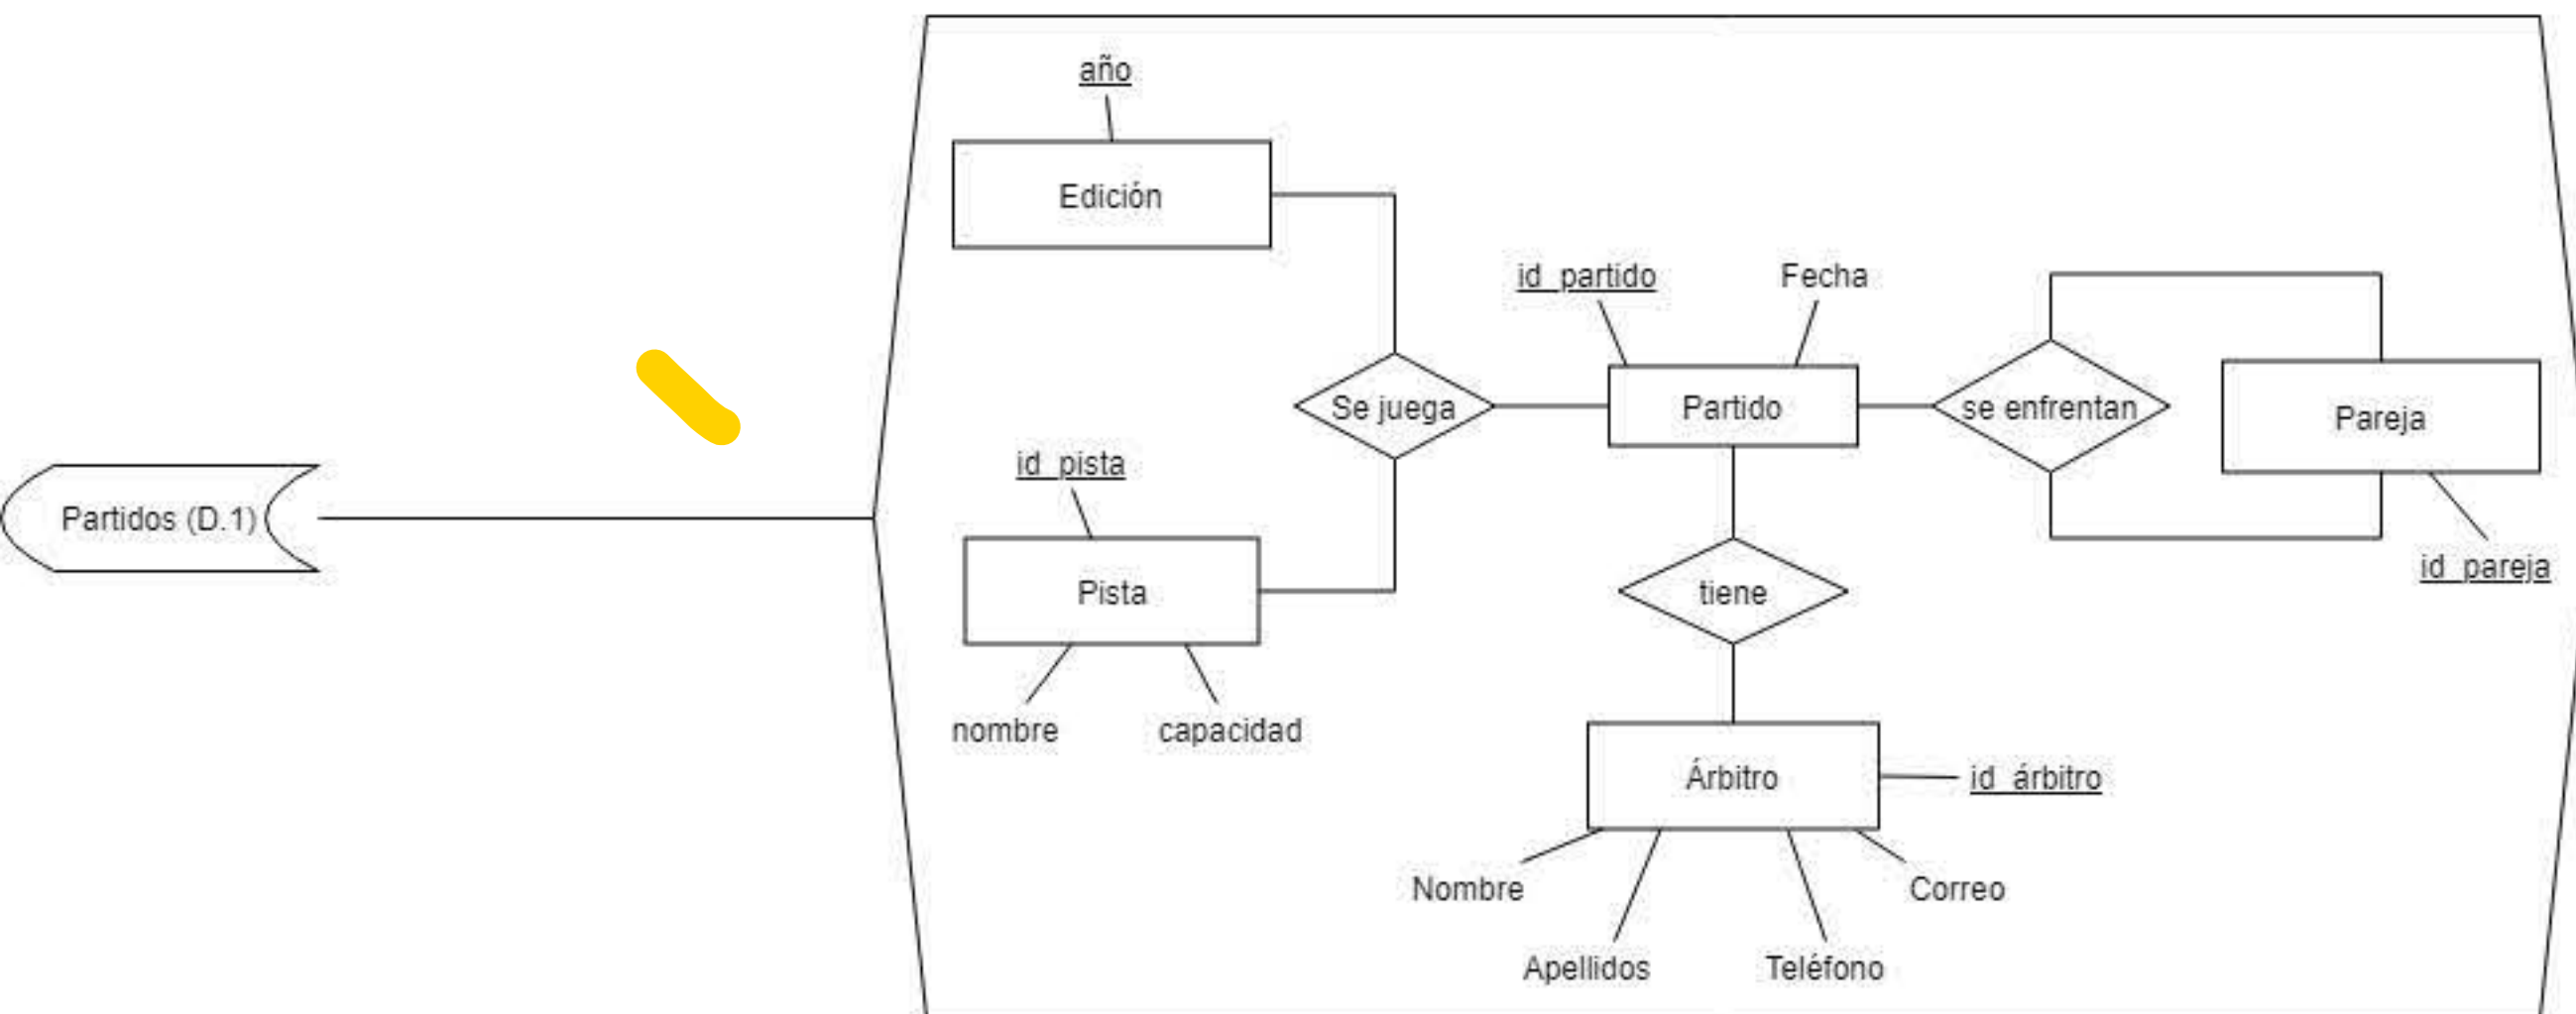 año
Edición
id_partido
Fecha
Se juega
Partido
se enfrentan
Pareja
id_pista
Partidos (D.1)
id_pareja
Pista
tiene
nombre
capacidad
Árbitro
id_árbitro
Nombre
Correo
Apellidos
Teléfono